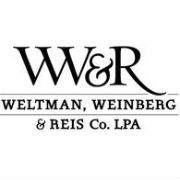 WW&R
WELTMAN, WEINBERG
& REIS Co. LPA